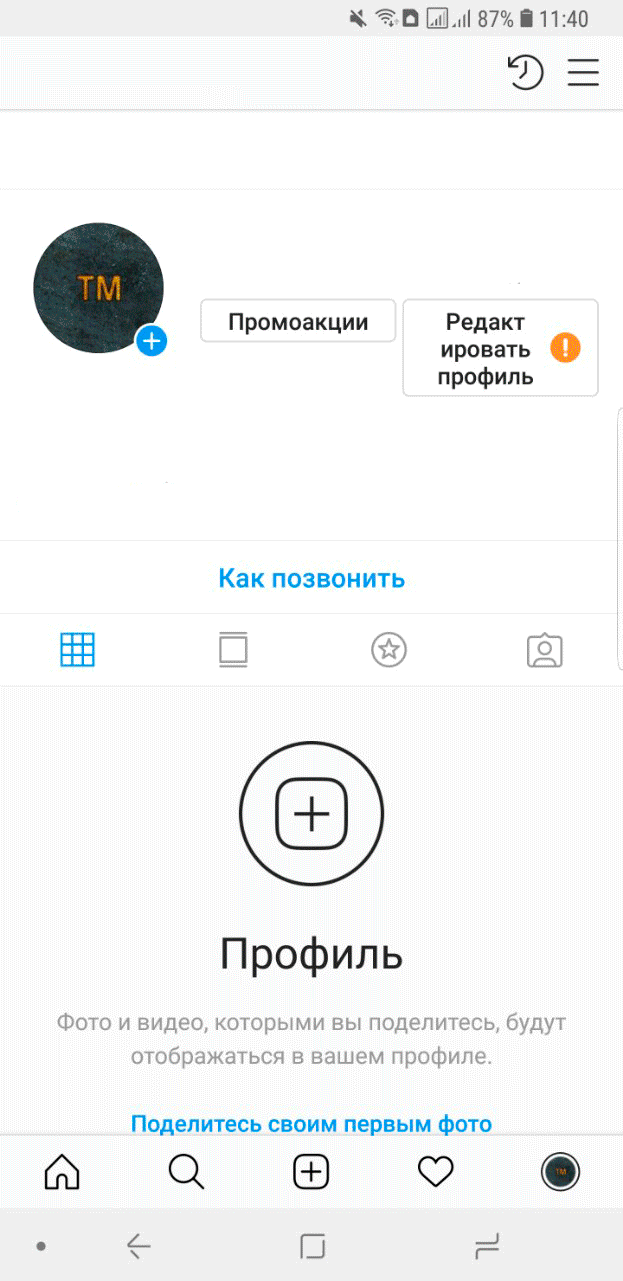 87% 11:40
TM
Промоакции
Редакт
ировать
профиль
Как позвонить
Профиль
Фото и видео, которыми вы поделитесь, будут
отображаться в вашем профиле.
Поделитесь своим первым фото
TM